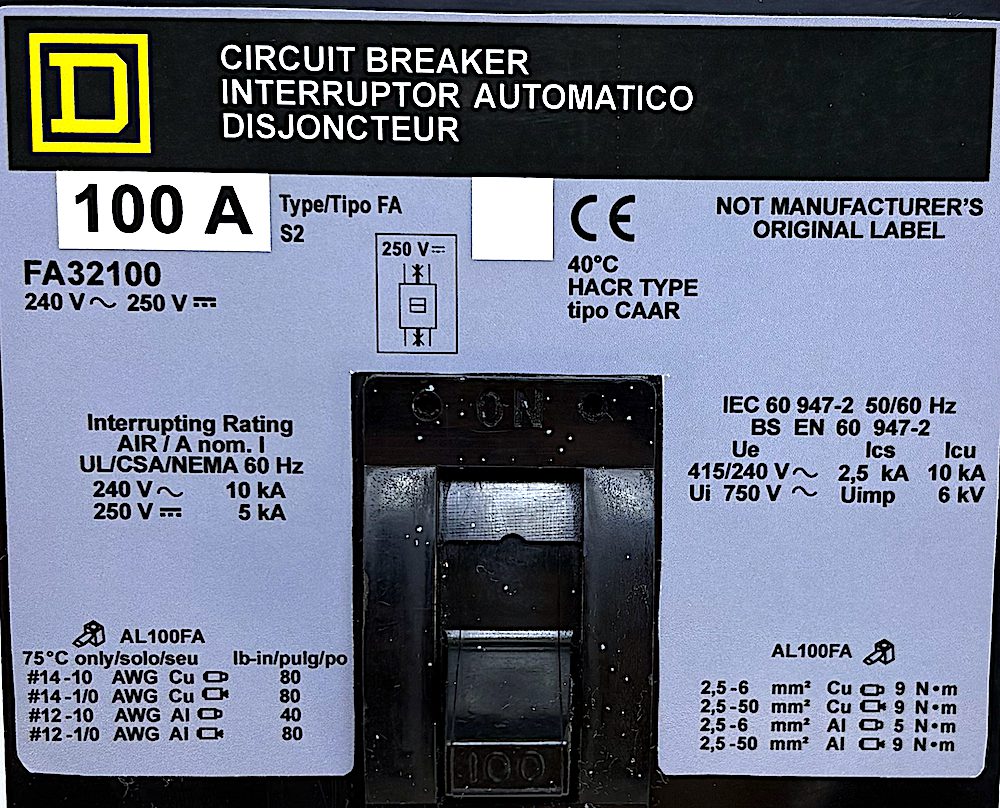 D
CIRCUIT BREAKER
INTERRUPTOR AUTOMATICO
DISJONCTEUR
100 A
Type/Tipo FA
S2
FA32100
240 V~ 250 V⎓
250 V⎓
CE
40°C
HACR TYPE
tipo CAAR
NOT MANUFACTURER'S
ORIGINAL LABEL
ON
Interrupting Rating
AIR / A nom. I
UL/CSA/NEMA 60 Hz
240 V~ 10 kA
250 V⎓ 5 kA
IEC 60 947-2 50/60 Hz
BS EN 60 947-2
Ue Ics Icu
415/240 V~ 2,5 kA 10 kA
Ui 750 V ~ Uimp 6 kV
AL100FA
75°C only/solo/seu lb-in/pulg/po
#14-10 AWG Cu 80
#14-1/0 AWG Cu 80
#12-10 AWG Al 40
#12-1/0 AWG Al 80
100
AL100FA
2,5-6 mm² Cu 9 N•m
2,5-50 mm² Cu 9 N•m
2,5-6 mm² Al 5 N•m
2,5-50 mm² Al 9 N•m